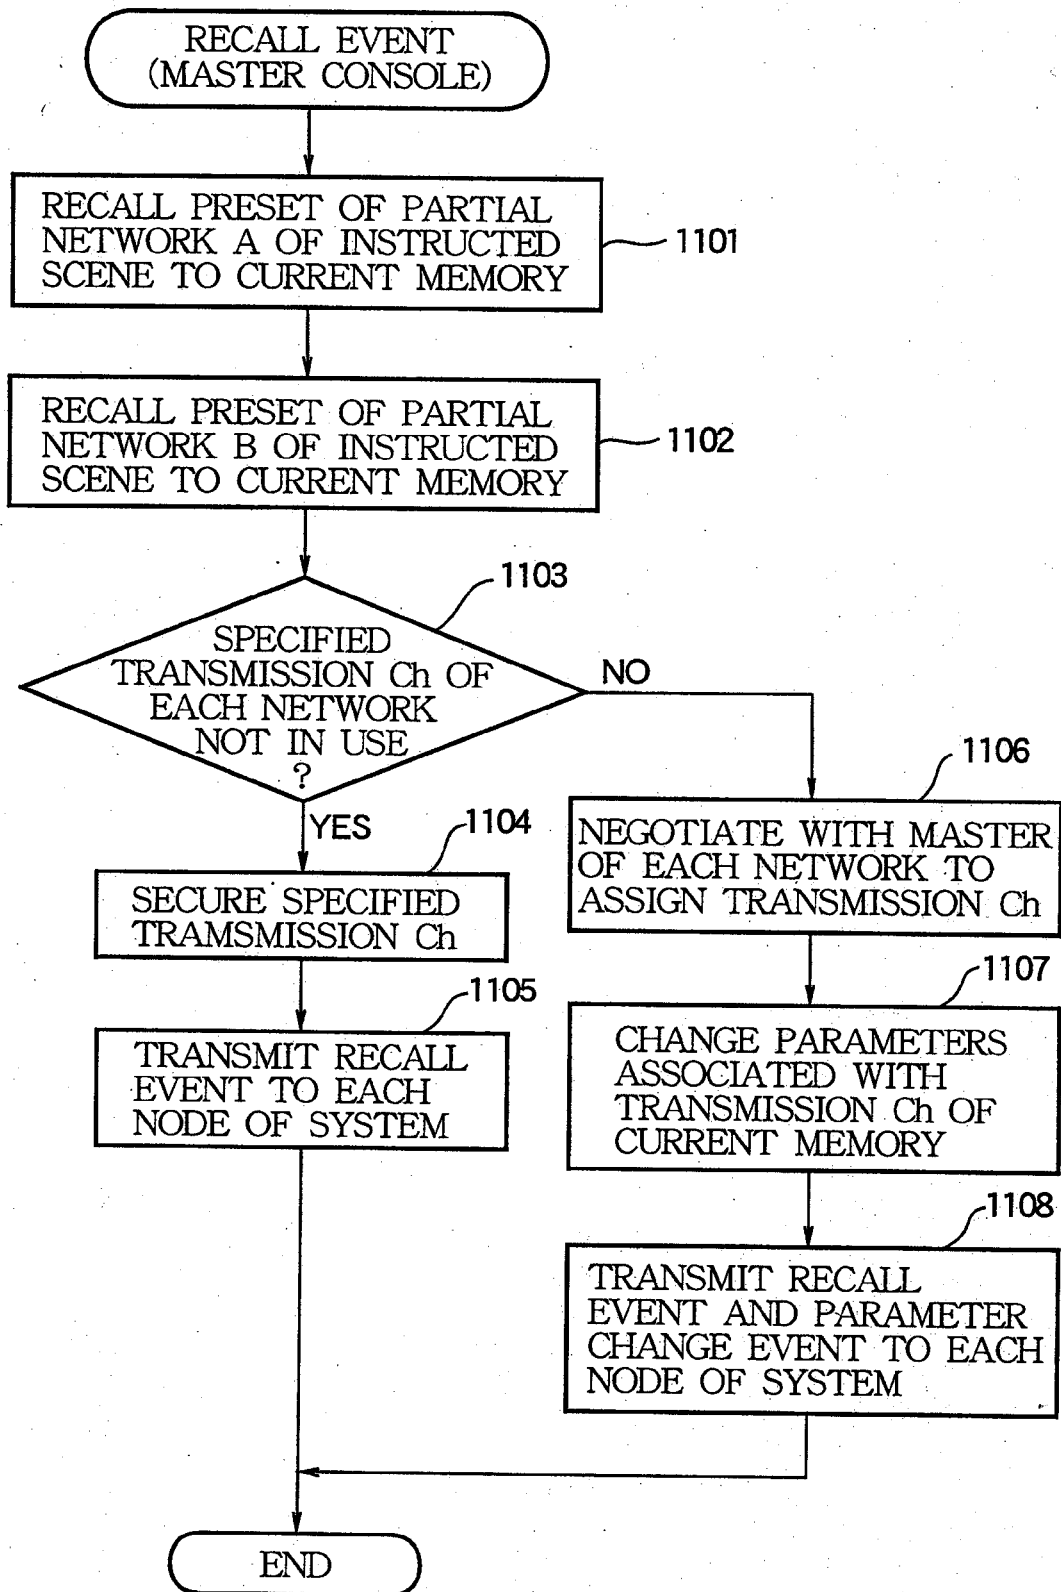 RECALL EVENT
(MASTER CONSOLE)
RECALL PRESET OF PARTIAL
NETWORK A OF INSTRUCTED
SCENE TO CURRENT MEMORY
1101
RECALL PRESET OF PARTIAL
NETWORK B OF INSTRUCTED
SCENE TO CURRENT MEMORY
1102
1103
SPECIFIED
TRANSMISSION Ch OF
EACH NETWORK
NOT IN USE
?
NO
YES
1104
SECURE SPECIFIED
TRAMSMISSION Ch
1105
TRANSMIT RECALL
EVENT TO EACH
NODE OF SYSTEM
1106
NEGOTIATE WITH MASTER
OF EACH NETWORK TO
ASSIGN TRANSMISSION Ch
1107
CHANGE PARAMETERS
ASSOCIATED WITH
TRANSMISSION Ch OF
CURRENT MEMORY
1108
TRANSMIT RECALL
EVENT AND PARAMETER
CHANGE EVENT TO EACH
NODE OF SYSTEM
END